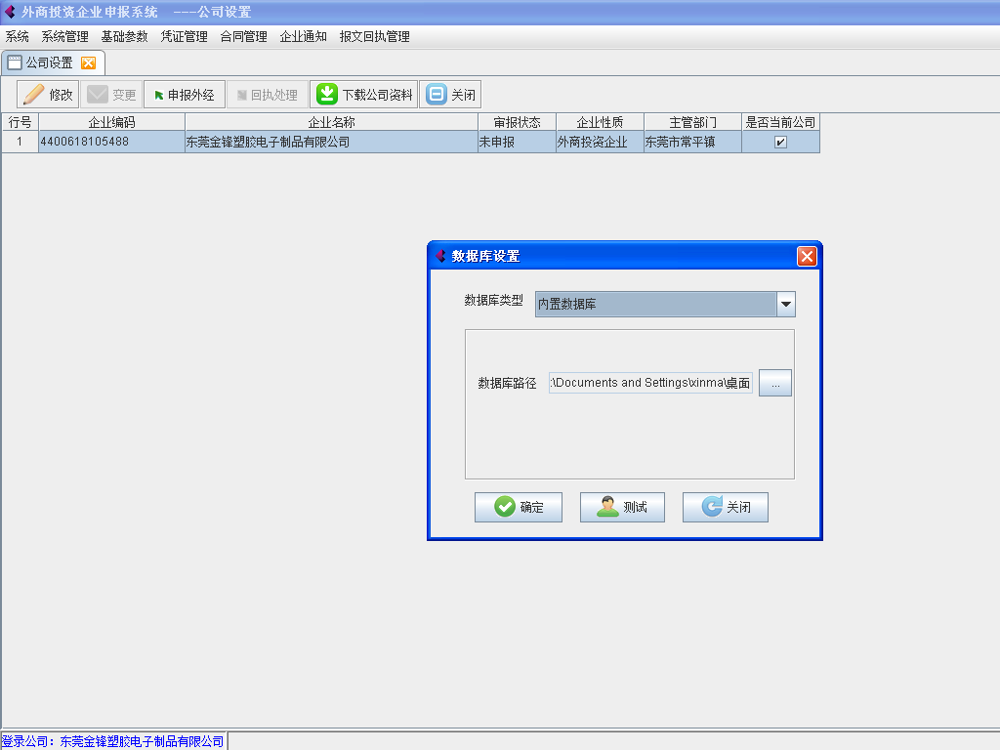 外商投资企业申报系统 ---公司设置
系统 系统管理 基础参数 凭证管理 合同管理 企业通知 报文回执管理
公司设置
修改 变更 申报外经 回执处理 下载公司资料 关闭
行号 企业编码 企业名称 审报状态 企业性质 主管部门 是否当前公司
1 4400618105488 东莞金锋塑胶电子制品有限公司 未申报 外商投资企业 东莞市常平镇
数据库设置
数据库类型 内置数据库
数据库路径 :\Documents and Settings\xinma\桌面 ...
确定 测试 关闭
登录公司：东莞金锋塑胶电子制品有限公司